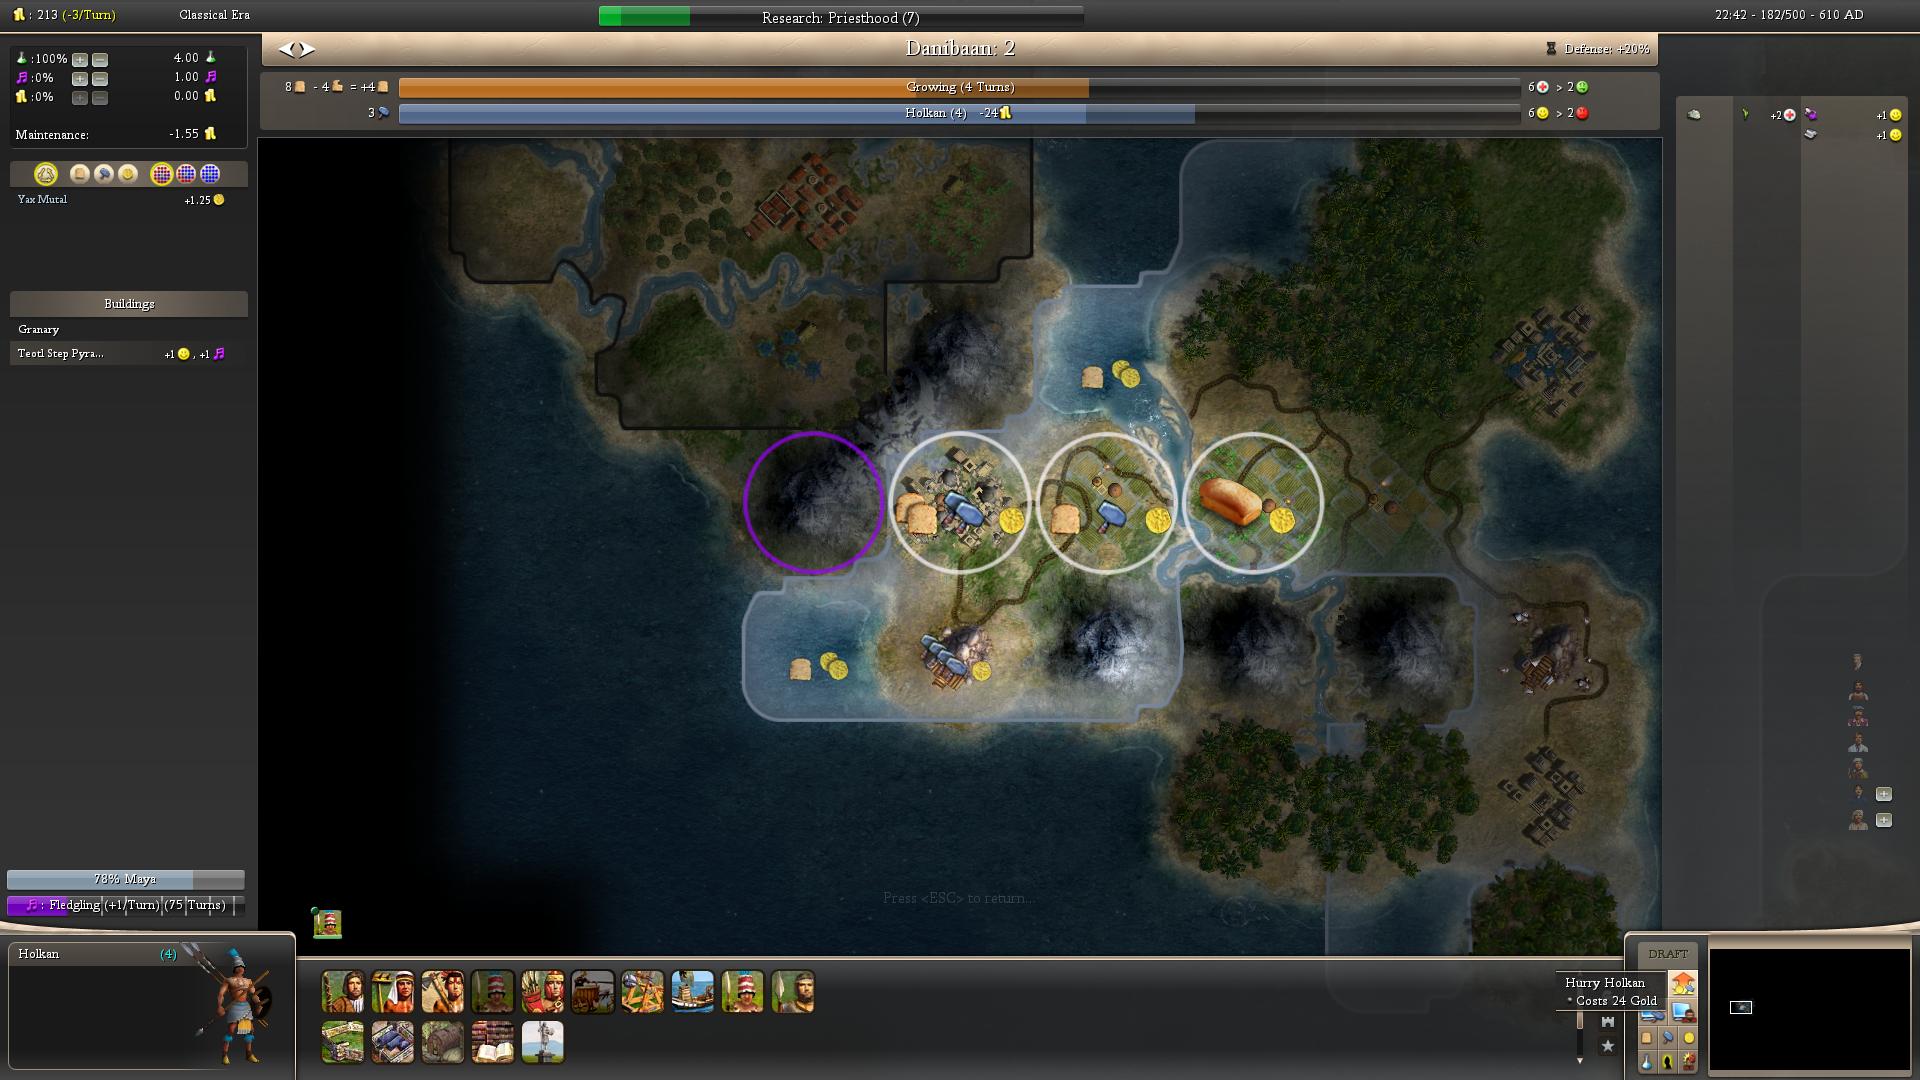 : 213 (-3/Turn)
Classical Era
Research: Priesthood (7)
22:42 - 182/500 - 610 AD
:100%
4.00
:0%
1.00
:0%
0.00
Maintenance:
-1.55
Yax Mutal
+1.25
Danibaan: 2
Defense: +20%
8 - 4 = +4
Growing (4 Turns)
6 > 2
3
Holkan (4) -24
6 > 2
+2
+1
+1
Buildings
Granary
Teotl Step Pyra...
+1 , +1
78% Maya
: Fledgling (+1/Turn) (75 Turns)
Press <ESC> to return...
Holkan
(4)
DRAFT
Hurry Holkan
* Costs 24 Gold